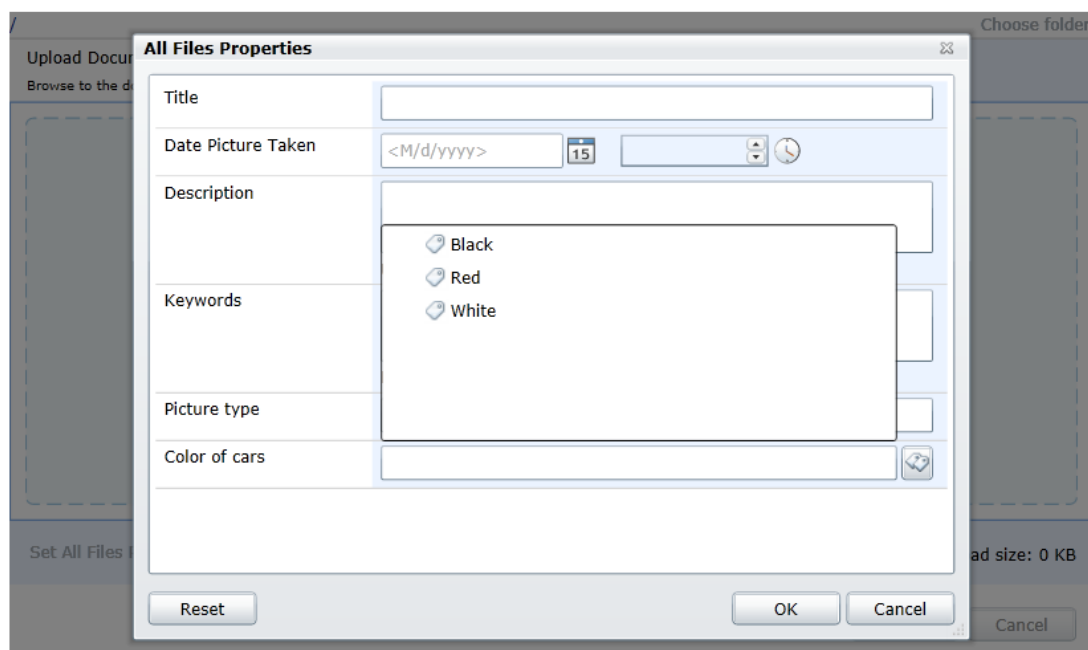 /
Choose folder
All Files Properties
Upload Docur
Browse to the d
Title
Date Picture Taken
<M/d/yyyy>
15
Description
Black
Red
White
Keywords
Picture type
Color of cars
Set All Files
ad size: 0 KB
Reset
OK
Cancel
Cancel